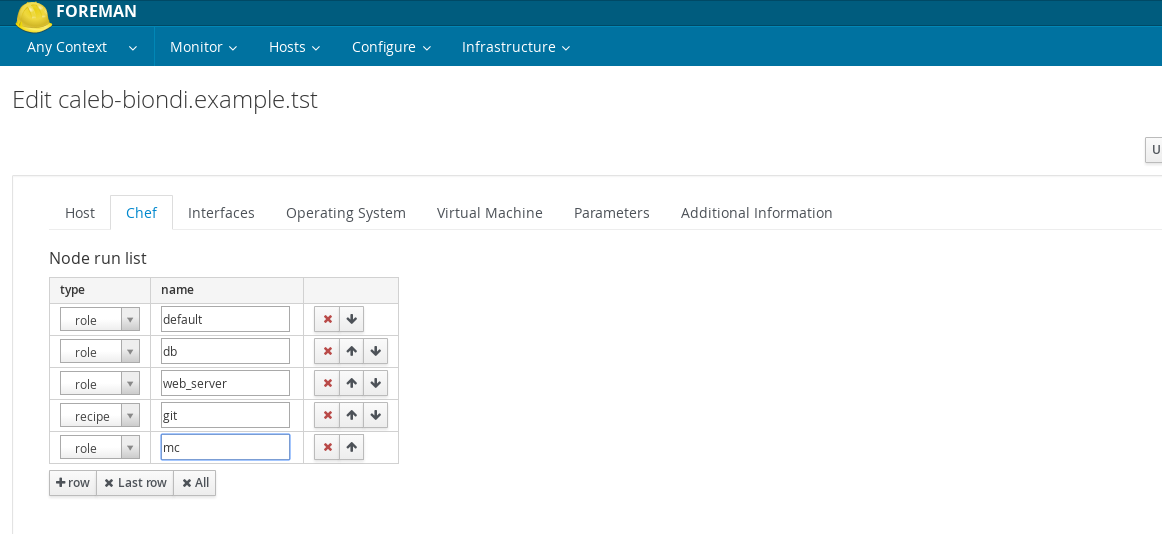 FOREMAN
Any Context Monitor Hosts Configure Infrastructure
Edit caleb-biondi.example.tst
U
Host Chef Interfaces Operating System Virtual Machine Parameters Additional Information
Node run list
type name
role default
role db
role web_server
recipe git
role mc
row Last row All